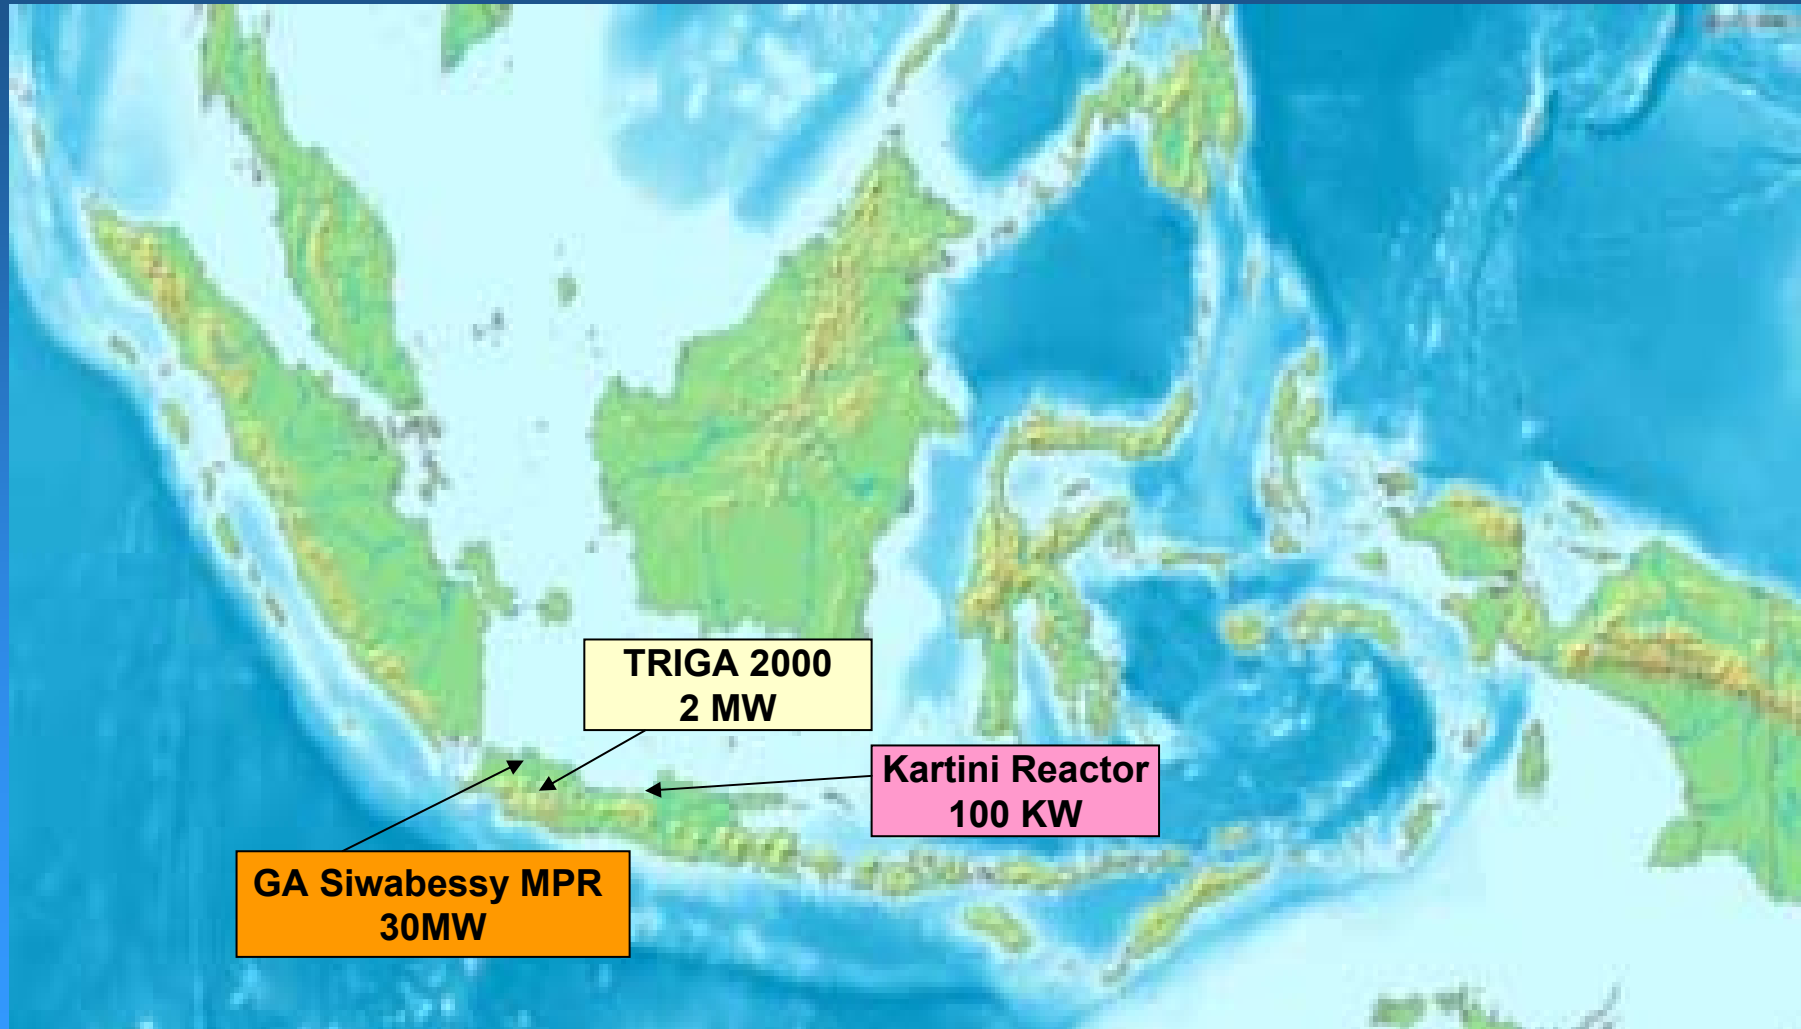 TRIGA 2000
2 MW
Kartini Reactor
100 KW
GA Siwabessy MPR
30MW